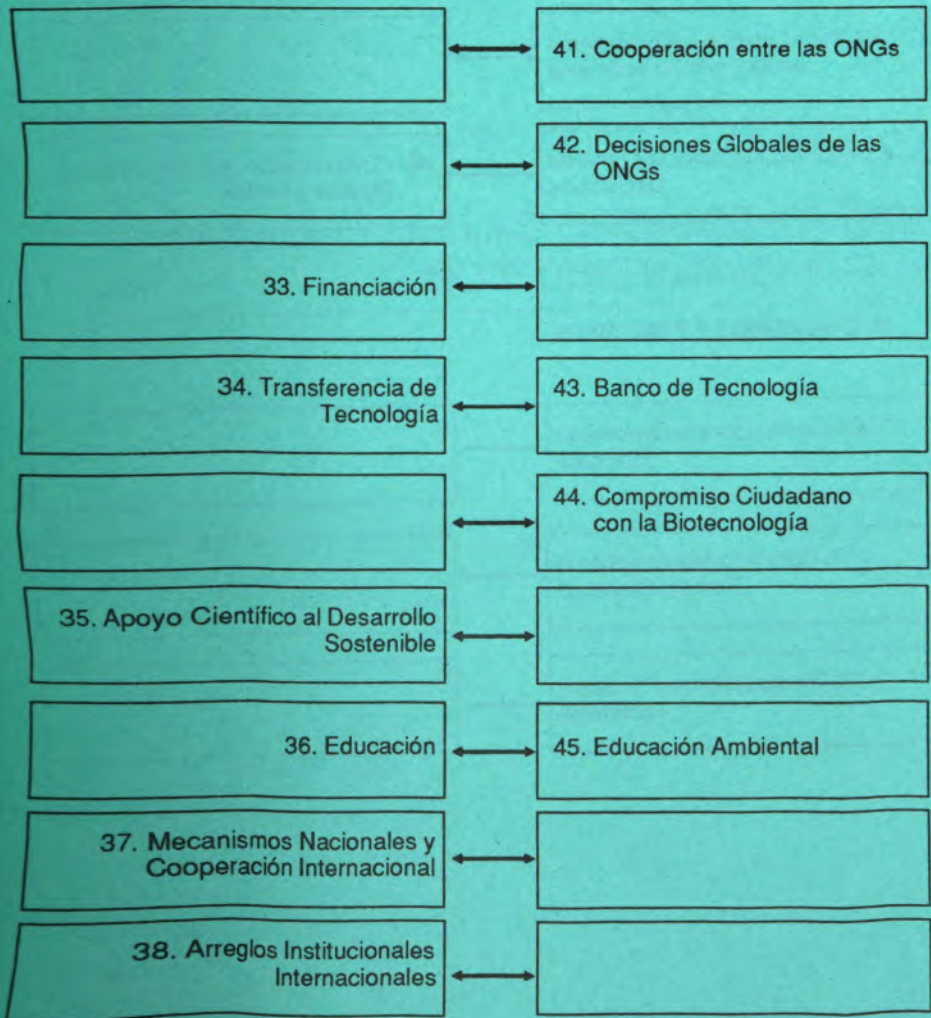 41. Cooperación entre las ONGs
42. Decisiones Globales de las
ONGs
33. Financiación
34. Transferencia de
Tecnología
43. Banco de Tecnología
44. Compromiso Ciudadano
con la Biotecnología
35. Apoyo Científico al Desarrollo
Sostenible
36. Educación
45. Educación Ambiental
37. Mecanismos Nacionales y
Cooperación Internacional
38. Arreglos Institucionales
Internacionales